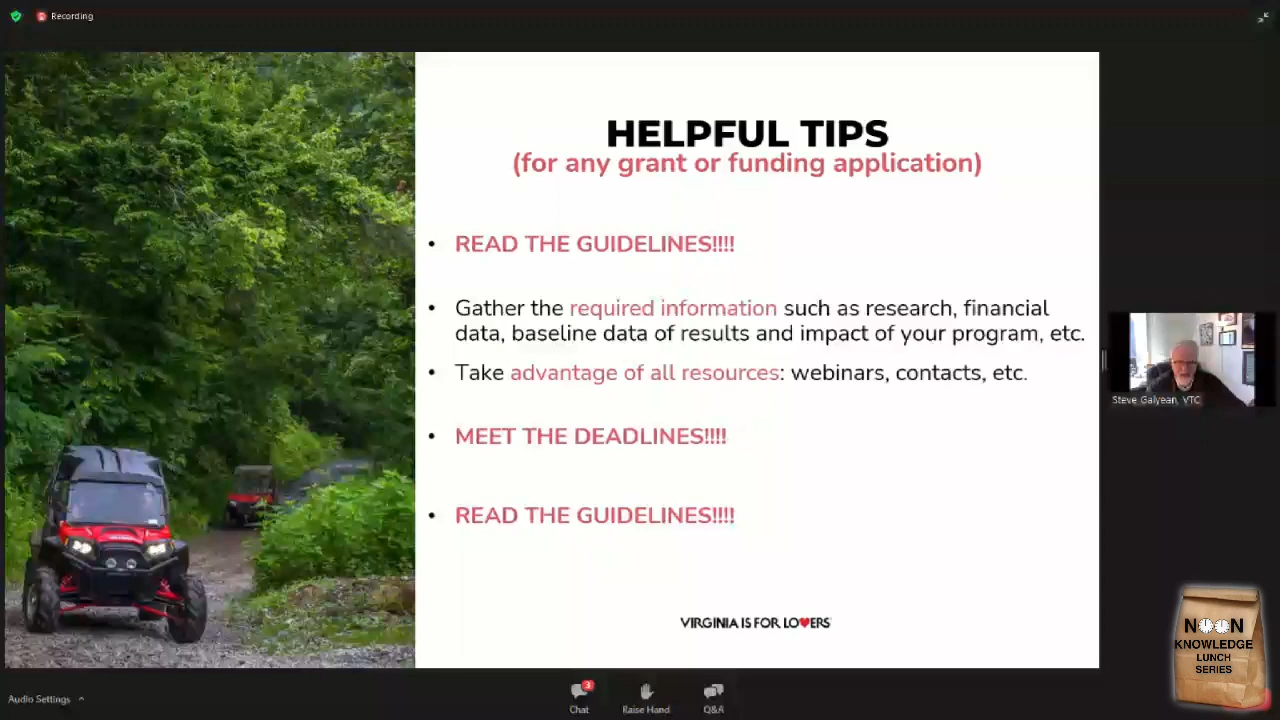 Recording
HELPFUL TIPS
(for any grant or funding application)
• READ THE GUIDELINES!!!!
• Gather the required information such as research, financial
data, baseline data of results and impact of your program, etc.
• Take advantage of all resources: webinars, contacts, etc.
• MEET THE DEADLINES!!!!
• READ THE GUIDELINES!!!!
VIRGINIA IS FOR LOVERS
Steve Galyean, VTC
NOON
KNOWLEDGE
LUNCH
SERIES
Audio Settings
3
Chat
Raise Hand
Q&A